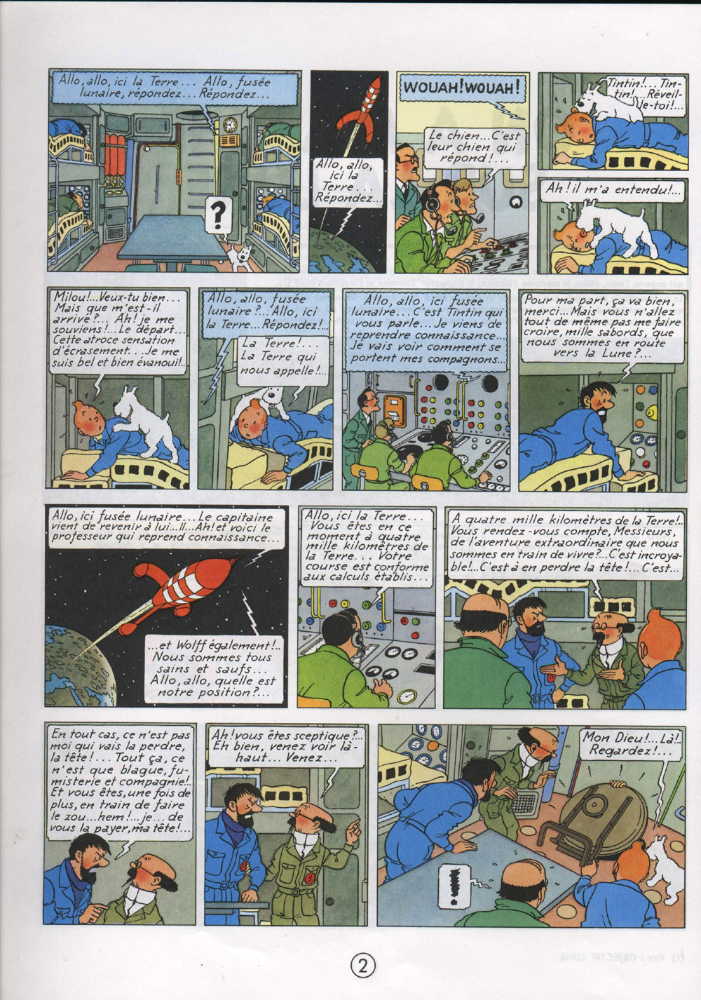 Allo, allo, ici la Terre... Allo, fusée
lunaire, répondez... Répondez...
?
Allo, allo,
ici la
Terre...
Répondez...
WOUAH! WOUAH!
Le chien... C'est
leur chien qui
répond!...
Tintin!... Tin-
tin!... Réveil-
le-toi!...
Ah! il m'a entendu!...
Milou!... Veux-tu bien...
Mais que m'est-il
arrivé?... Ah! je me
souviens!... Le départ...
Cette atroce sensation
d'écrasement... Je me
suis bel et bien évanoui!..
Allo, allo, fusée
lunaire?... Allo, ici
la Terre... Répondez!..
La Terre!...
La Terre qui
nous appelle!...
Allo, allo, ici fusée
lunaire... C'est Tintin qui
vous parle... Je viens de
reprendre connaissance...
Je vais voir comment se
portent mes compagnons...
Pour ma part, ça va bien,
merci... Mais vous n'allez
tout de même pas me faire
croire, mille sabords, que
nous sommes en route
vers la Lune?...
Allo, ici fusée lunaire... Le capitaine
vient de revenir à lui... Il... Ah! et voici le
professeur qui reprend connaissance...
...et Wolff également!..
Nous sommes tous
sains et saufs...
Allo, allo, quelle est
notre position?...
Allo, ici la Terre...
Vous êtes en ce
moment à quatre
mille kilomètres de
la Terre... Votre
course est conforme
aux calculs établis...
A quatre mille kilomètres de la Terre!..
Vous rendez-vous compte, Messieurs,
de l'aventure extraordinaire que nous
sommes en train de vivre?... C'est incroya-
ble!... C'est à en perdre la tête!... C'est...
En tout cas, ce n'est pas
moi qui vais la perdre,
la tête!... Tout ça, ce
n'est que blague, fu-
misterie et compagnie!..
Et vous êtes, une fois de
plus, en train de faire
le zou... hem!... je... de
vous la payer, ma tête!...
Ah! vous êtes sceptique?...
Eh bien, venez voir là-
haut... Venez...
9
Mon Dieu!... Là!..
Regardez!...
2
(1) Voir : OBJECTIF LUNE.